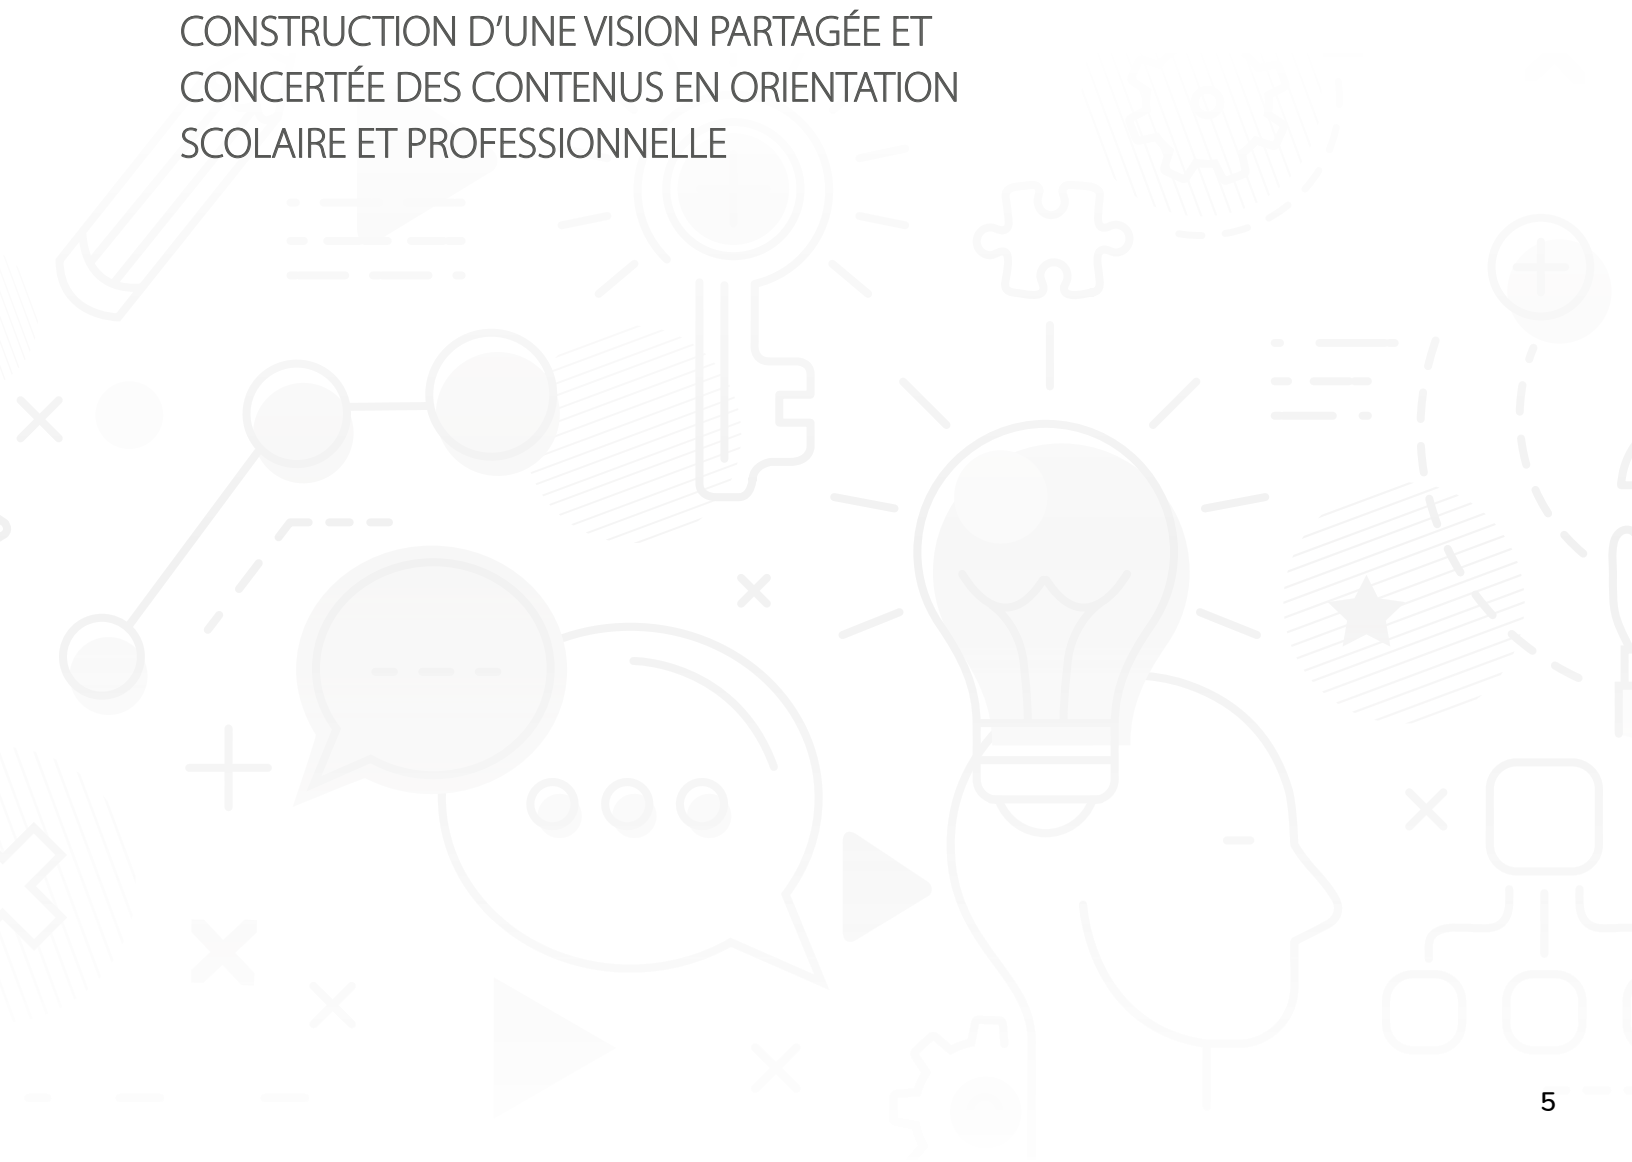 CONSTRUCTION D’UNE VISION PARTAGÉE ET
CONCERTÉE DES CONTENUS EN ORIENTATION
SCOLAIRE ET PROFESSIONNELLE
5